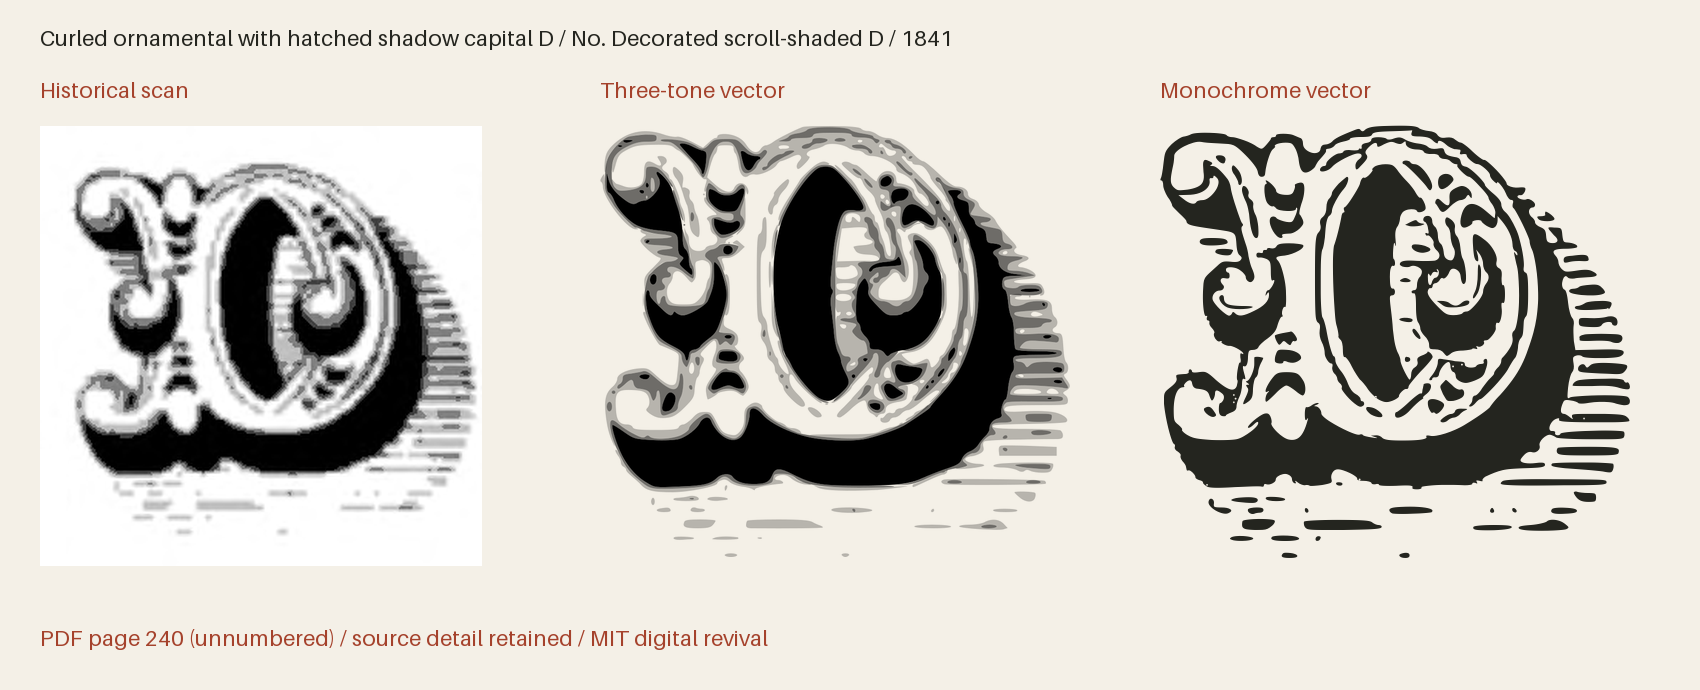 Curled ornamental with hatched shadow capital D / No. Decorated scroll-shaded D / 1841
Historical scan
Three-tone vector
Monochrome vector
D
D
D
PDF page 240 (unnumbered) / source detail retained / MIT digital revival